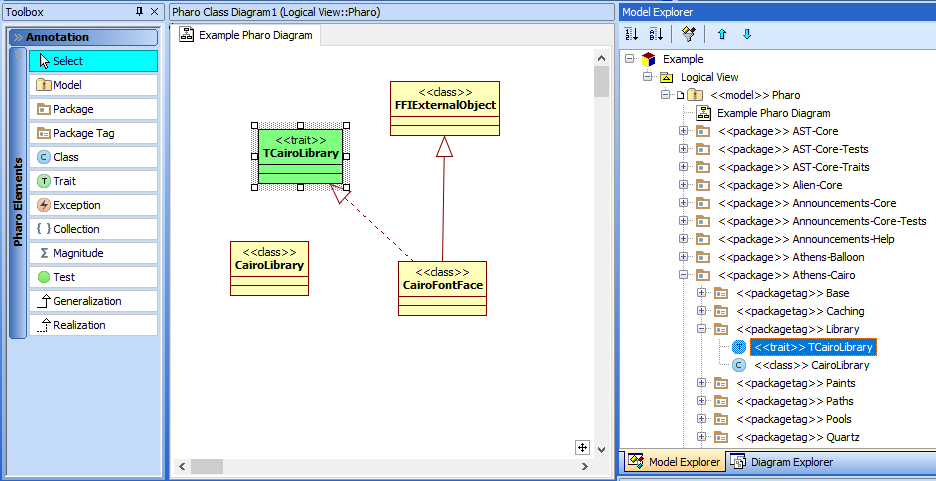 Toolbox
Annotation
Pharo Elements
Select
Model
Package
Package Tag
Class
Trait
Exception
Collection
Magnitude
Test
Generalization
Realization
Pharo Class Diagram1 (Logical View::Pharo)
Example Pharo Diagram
<<class>>
FFIExternalObject
<<trait>>
TCairoLibrary
<<class>>
CairoLibrary
<<class>>
CairoFontFace
Model Explorer
Example
Logical View
<<model>> Pharo
Example Pharo Diagram
<<package>> AST-Core
<<package>> AST-Core-Tests
<<package>> AST-Core-Traits
<<package>> Alien-Core
<<package>> Announcements-Core
<<package>> Announcements-Core-Tests
<<package>> Announcements-Help
<<package>> Athens-Balloon
<<package>> Athens-Cairo
<<packagetag>> Base
<<packagetag>> Caching
<<packagetag>> Library
T <<trait>> TCairoLibrary
C <<class>> CairoLibrary
<<packagetag>> Paints
<<packagetag>> Paths
<<packagetag>> Pools
<<packagetag>> Quartz
Model Explorer
Diagram Explorer